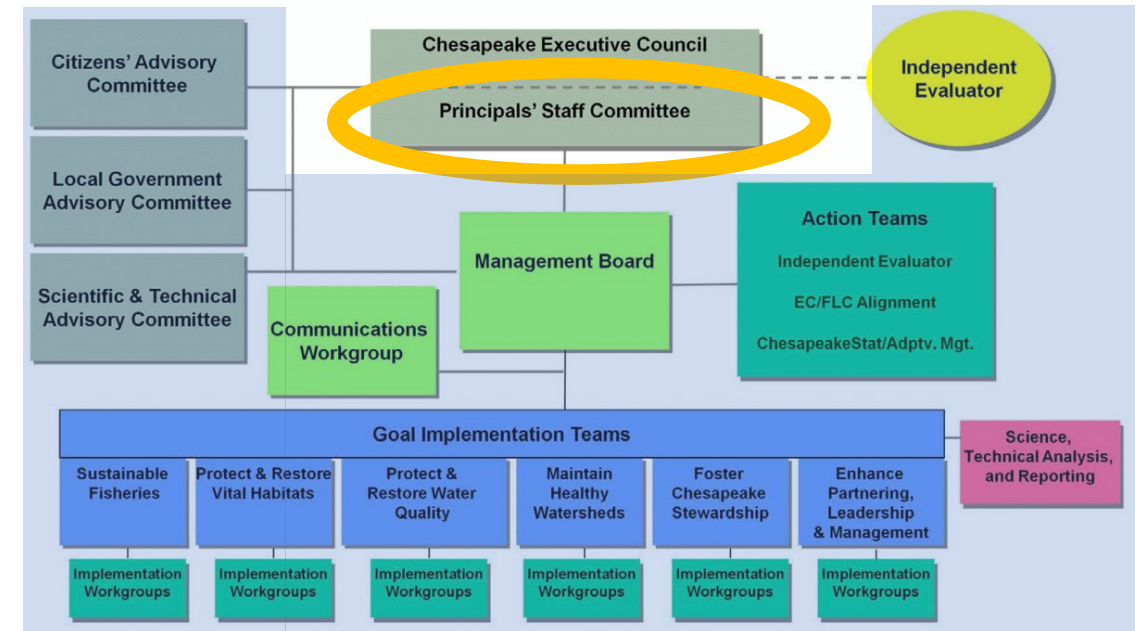 Citizens' Advisory
Committee
Chesapeake Executive Council
Principals' Staff Committee
Independent
Evaluator
Local Government
Advisory Committee
Scientific & Technical
Advisory Committee
Management Board
Action Teams
Independent Evaluator
EC/FLC Alignment
ChesapeakeStat/Adptv. Mgt.
Communications
Workgroup
Goal Implementation Teams
Science,
Technical Analysis,
and Reporting
Sustainable
Fisheries
Protect & Restore
Vital Habitats
Protect &
Restore Water
Quality
Maintain
Healthy
Watersheds
Foster
Chesapeake
Stewardship
Enhance
Partnering,
Leadership
& Management
Implementation
Workgroups
Implementation
Workgroups
Implementation
Workgroups
Implementation
Workgroups
Implementation
Workgroups
Implementation
Workgroups